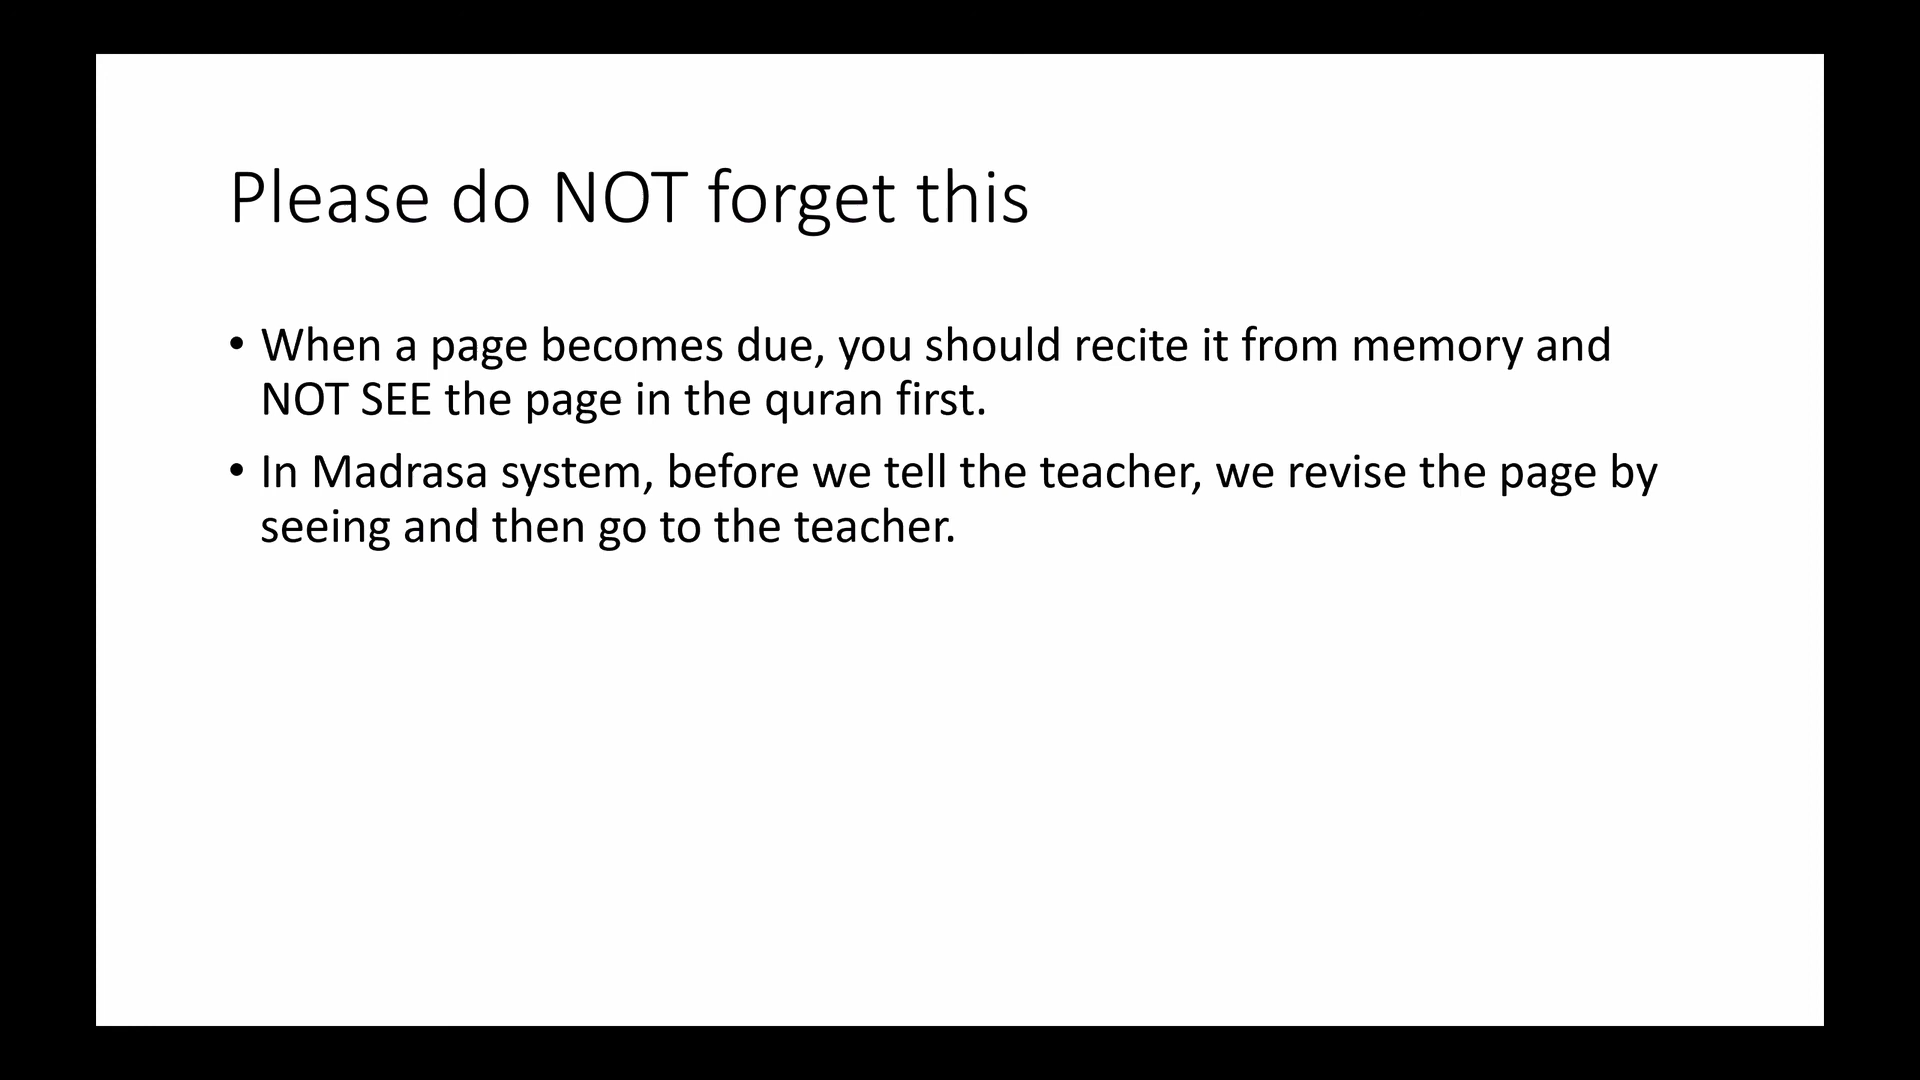 Please do NOT forget this
• When a page becomes due, you should recite it from memory and
NOT SEE the page in the quran first.
• In Madrasa system, before we tell the teacher, we revise the page by
seeing and then go to the teacher.